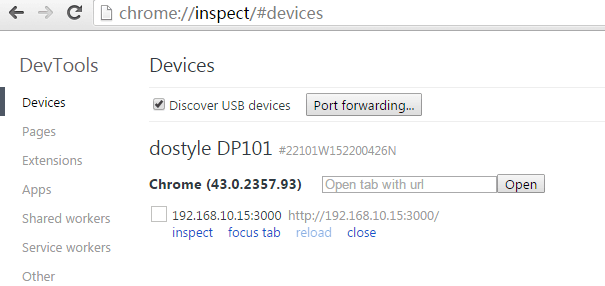 chrome://inspect/#devices
DevTools
Devices
Pages
Extensions
Apps
Shared workers
Service workers
Other
Devices
Discover USB devices Port forwarding...
dostyle DP101 #22101W152200426N
Chrome (43.0.2357.93) Open tab with url Open
192.168.10.15:3000 http://192.168.10.15:3000/
inspect focus tab reload close